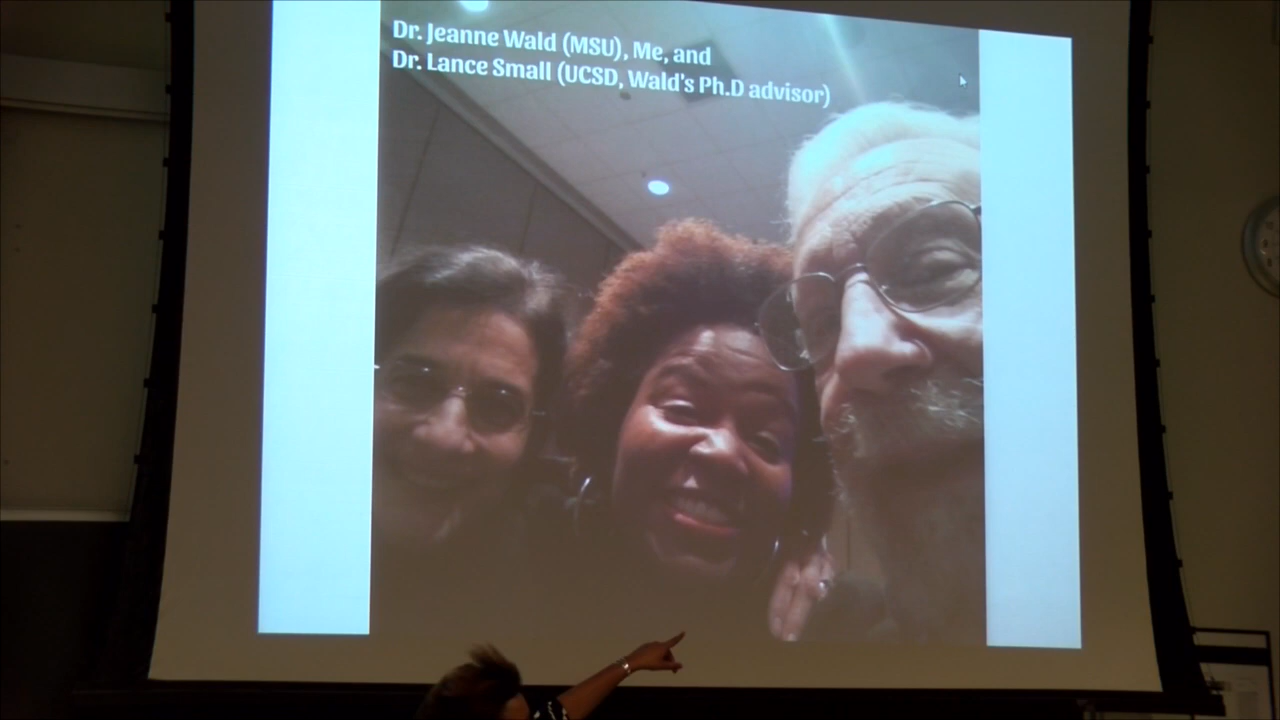 Dr. Jeanne Wald (MSU), Me, and
Dr. Lance Small (UCSD, Wald's Ph.D advisor)